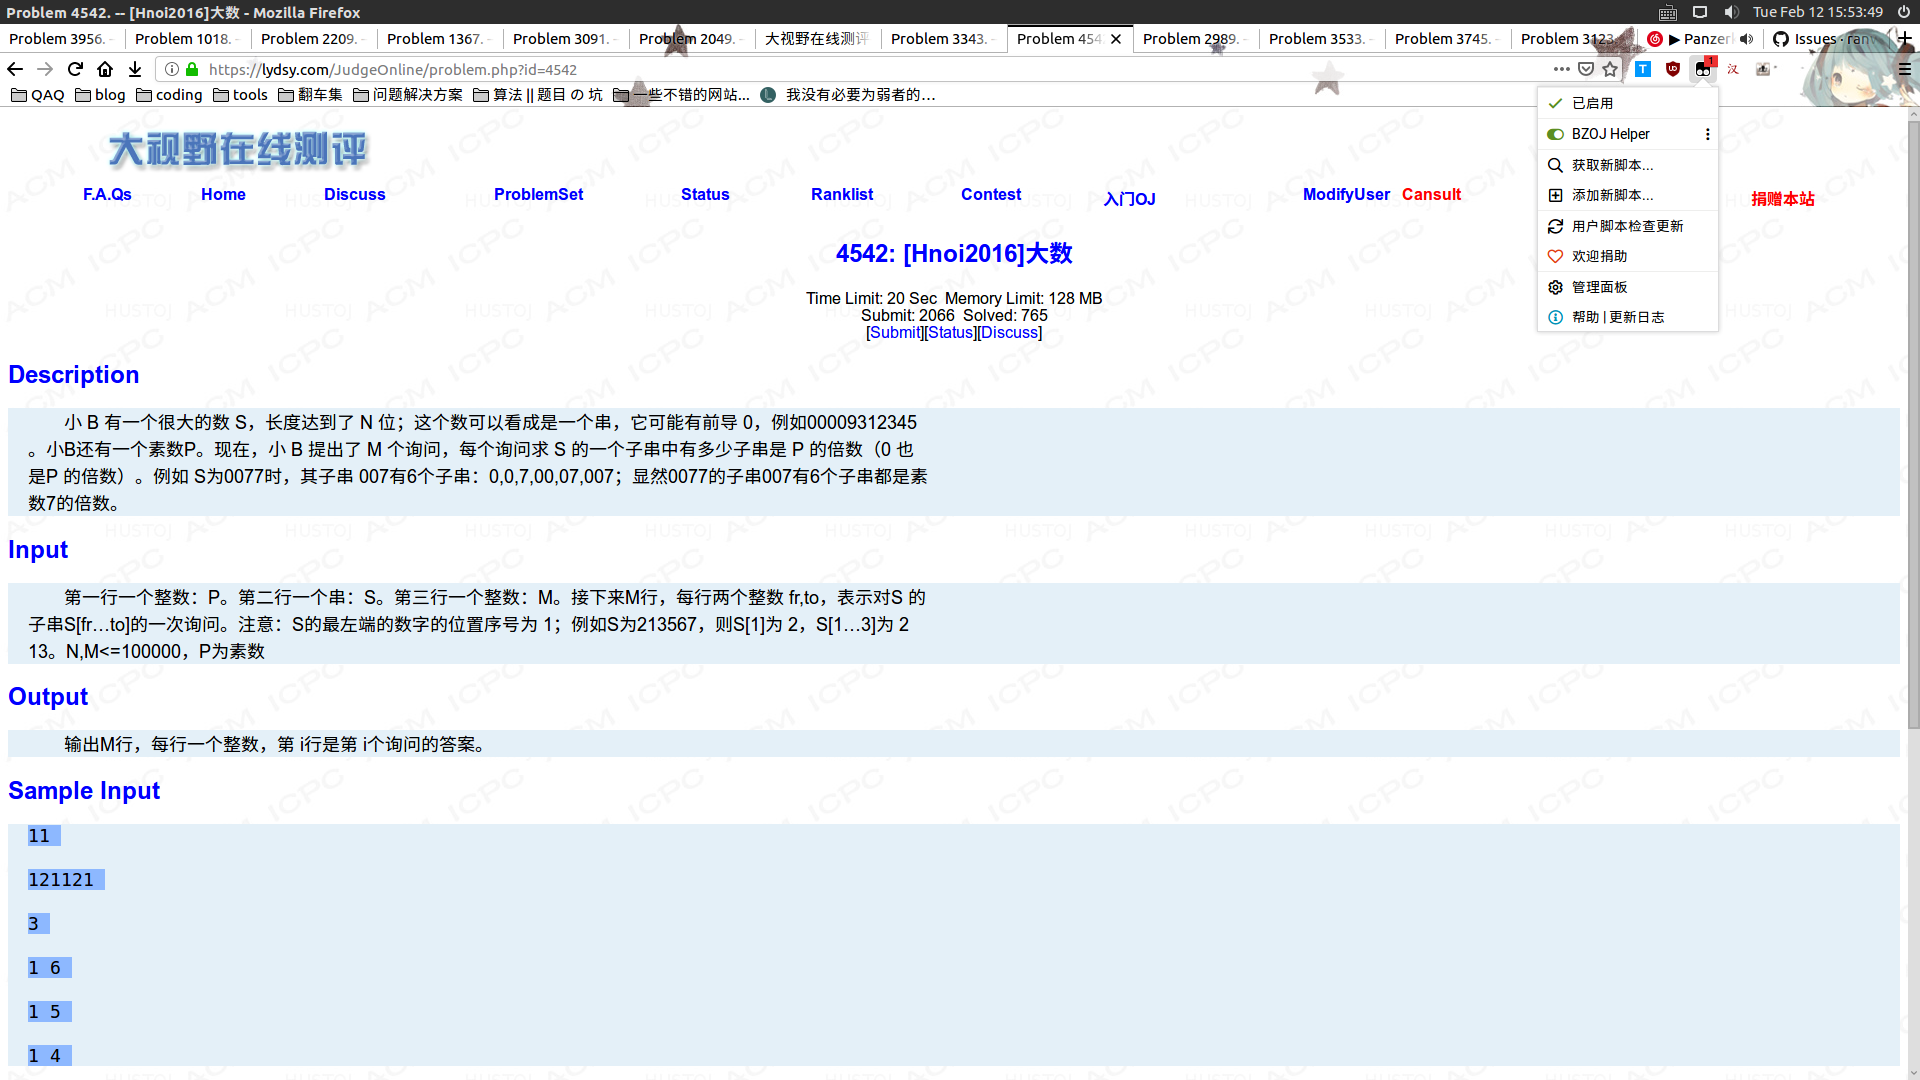 Problem 4542. -- [Hnoi2016]大数 - Mozilla Firefox
Tue Feb 12 15:53:49
Problem 3956. Problem 1018. Problem 2209. Problem 1367. Problem 3091. Problem 2049. 大视野在线测评 Problem 3343. Problem 454 Problem 2989. Problem 3533. Problem 3745. Problem 3123. ▶ Panzer Issues · ran
https://lydsy.com/JudgeOnline/problem.php?id=4542
QAQ blog coding tools 翻车集 问题解决方案 算法 || 题目 の 坑 一些不错的网站... 我没有必要为弱者的...
已启用
BZOJ Helper
获取新脚本...
添加新脚本...
用户脚本检查更新
欢迎捐助
管理面板
帮助 | 更新日志
大视野在线测评
F.A.Qs Home Discuss ProblemSet Status Ranklist Contest 入门OJ ModifyUser Cansult 捐赠本站
4542: [Hnoi2016]大数
Time Limit: 20 Sec Memory Limit: 128 MB
Submit: 2066 Solved: 765
[Submit][Status][Discuss]
Description
小 B 有一个很大的数 S，长度达到了 N 位；这个数可以看成是一个串，它可能有前导 0，例如00009312345
。小B还有一个素数P。现在，小 B 提出了 M 个询问，每个询问求 S 的一个子串中有多少子串是 P 的倍数（0 也
是P 的倍数）。例如 S为0077时，其子串 007有6个子串：0,0,7,00,07,007；显然0077的子串007有6个子串都是素
数7的倍数。
Input
第一行一个整数：P。第二行一个串：S。第三行一个整数：M。接下来M行，每行两个整数 fr,to，表示对S 的
子串S[fr…to]的一次询问。注意：S的最左端的数字的位置序号为 1；例如S为213567，则S[1]为 2，S[1…3]为 2
13。N,M<=100000，P为素数
Output
输出M行，每行一个整数，第 i行是第 i个询问的答案。
Sample Input
11
121121
3
1 6
1 5
1 4